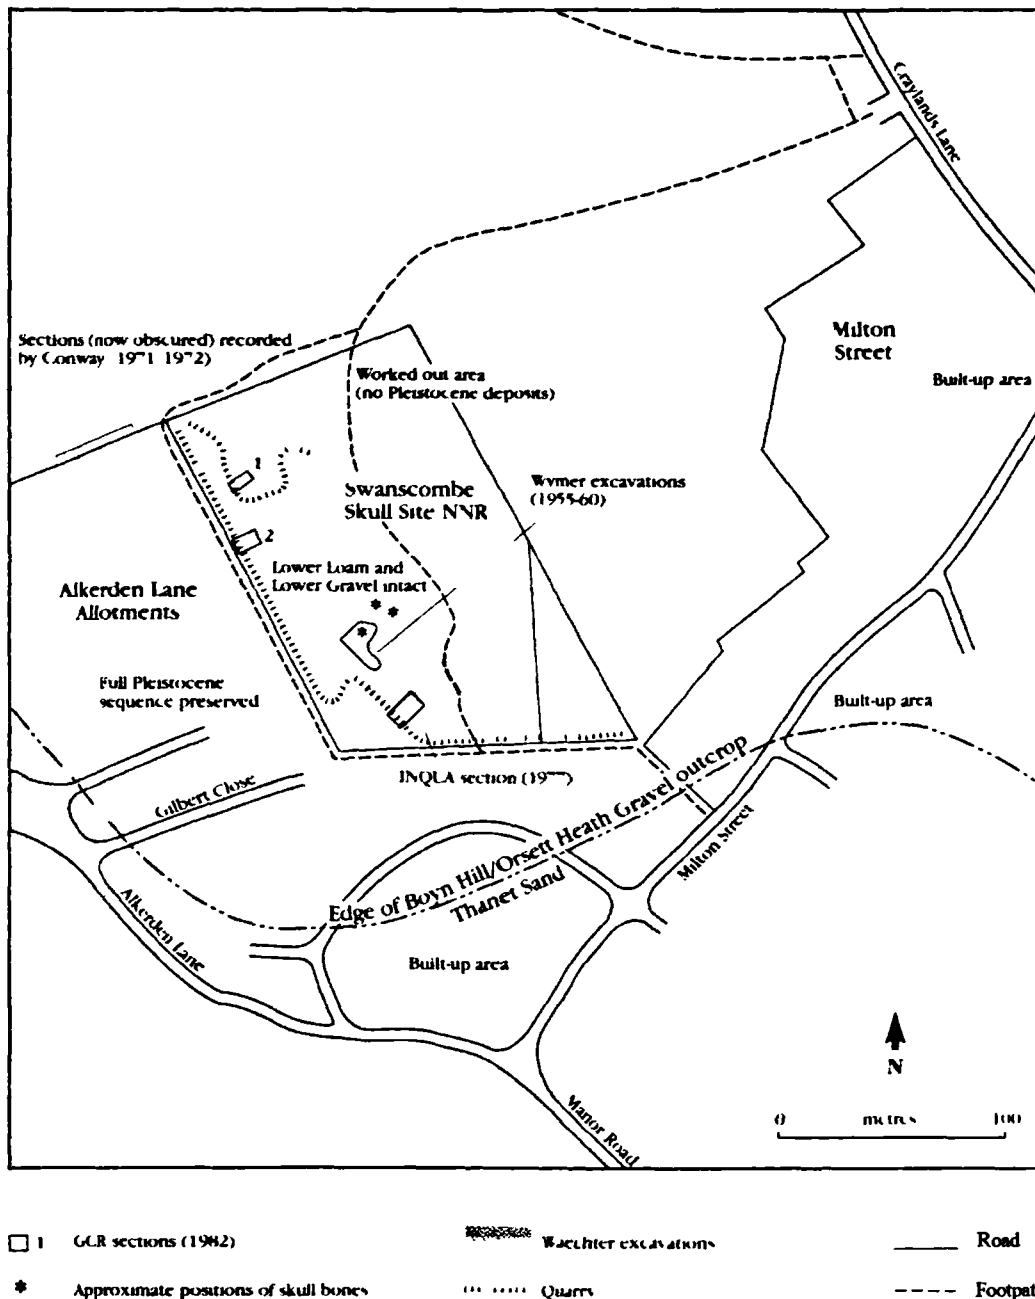 Craylands Lane
Sections (now obscured) recorded
by Conway 1971-1972)
Milton
Street
Worked out area
(no Pleistocene deposits)
Built-up area
1
Swanscombe
Skull Site NNR
Wymer excavations
(1955-60)
2
Lower Loam and
Lower Gravel intact
Alkerden Lane
Allotments
Full Pleistocene
sequence preserved
Built-up area
INQUA section
Gilbert Close
Edge of Boyn Hill/Orsett Heath Gravel outcrop
Thanet Sand
Milton Street
Alkerden Lane
Built-up area
N
0 metres 100
Manor Road
1 GCR sections (1982)
Waechter excavations
Road
Approximate positions of skull bones
Quarry
Footpat